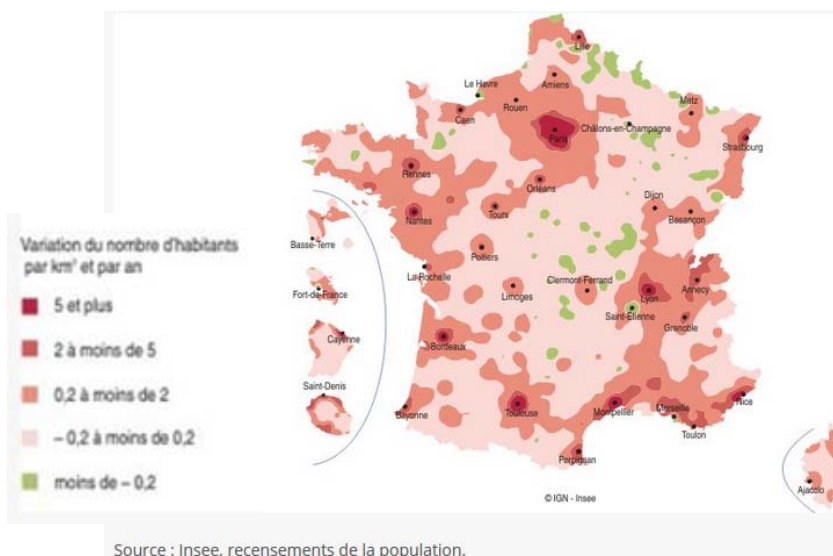 Lille
Le Havre
Amiens
Rouen
Caen
Metz
Châlons-en-Champagne
Paris
Strasbourg
Rennes
Orléans
Dijon
Nantes
Tours
Besançon
Variation du nombre d'habitants
par km² et par an
Basse-Terre
Poitiers
La Rochelle
Fort-de-France
Limoges
Clermont-Ferrand
Lyon
Annecy
5 et plus
Saint-Étienne
Grenoble
2 à moins de 5
Cayenne
Bordeaux
0,2 à moins de 2
Saint-Denis
Bayonne
Toulouse
Montpellier
Marseille
Nice
– 0,2 à moins de 0,2
Toulon
Perpignan
moins de – 0,2
Ajaccio
© IGN - Insee
Source : Insee, recensements de la population.